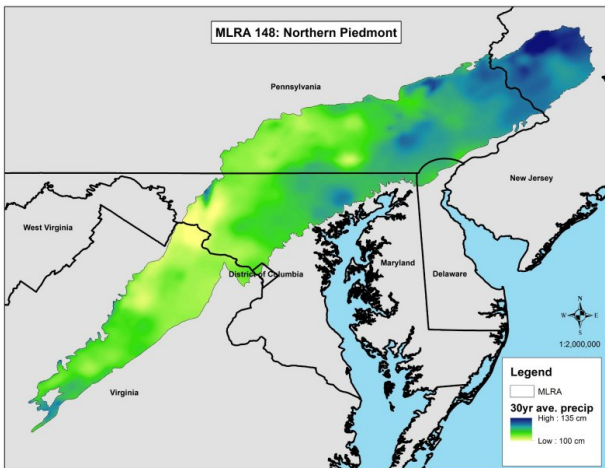 MLRA 148: Northern Piedmont
Pennsylvania
New Jersey
West Virginia
Maryland
Delaware
District of Columbia
Virginia
N
W E
S
1:2,000,000
Legend
MLRA
30yr ave. precip
High : 135 cm
Low : 100 cm